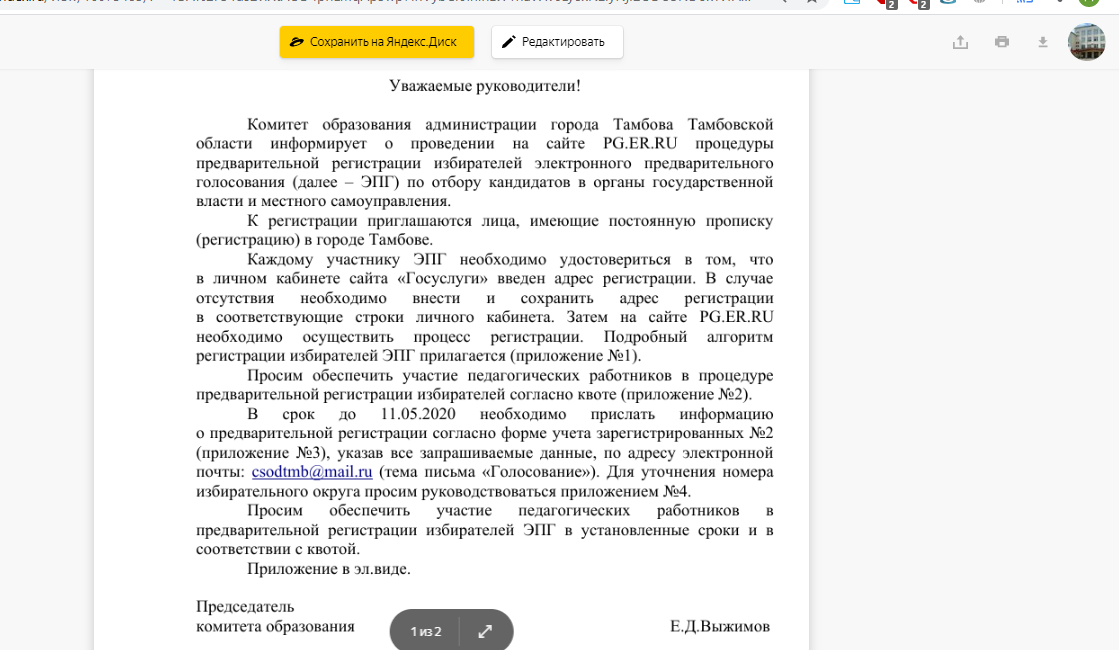 Сохранить на Яндекс.Диск
Редактировать
2
2
Уважаемые руководители!
Комитет образования администрации города Тамбова Тамбовской
области информирует о проведении на сайте PG.ER.RU процедуры
предварительной регистрации избирателей электронного предварительного
голосования (далее – ЭПГ) по отбору кандидатов в органы государственной
власти и местного самоуправления.
К регистрации приглашаются лица, имеющие постоянную прописку
(регистрацию) в городе Тамбове.
Каждому участнику ЭПГ необходимо удостовериться в том, что
в личном кабинете сайта «Госуслуги» введен адрес регистрации. В случае
отсутствия необходимо внести и сохранить адрес регистрации
в соответствующие строки личного кабинета. Затем на сайте PG.ER.RU
необходимо осуществить процесс регистрации. Подробный алгоритм
регистрации избирателей ЭПГ прилагается (приложение №1).
Просим обеспечить участие педагогических работников в процедуре
предварительной регистрации избирателей согласно квоте (приложение №2).
В срок до 11.05.2020 необходимо прислать информацию
о предварительной регистрации согласно форме учета зарегистрированных №2
(приложение №3), указав все запрашиваемые данные, по адресу электронной
почты: csodtmb@mail.ru (тема письма «Голосование»). Для уточнения номера
избирательного округа просим руководствоваться приложением №4.
Просим обеспечить участие педагогических работников в
предварительной регистрации избирателей ЭПГ в установленные сроки и в
соответствии с квотой.
Приложение в эл.виде.
Председатель
комитета образования Е.Д.Выжимов
1 из 2